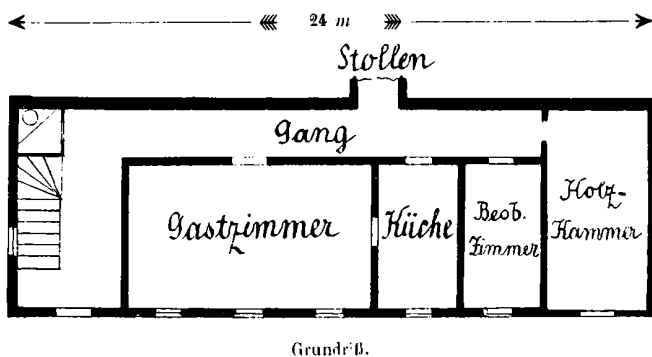 24 m
Stollen
Gang
Gastzimmer
Küche
Beob.
Zimmer
Holz-
Kammer
Grundriß.